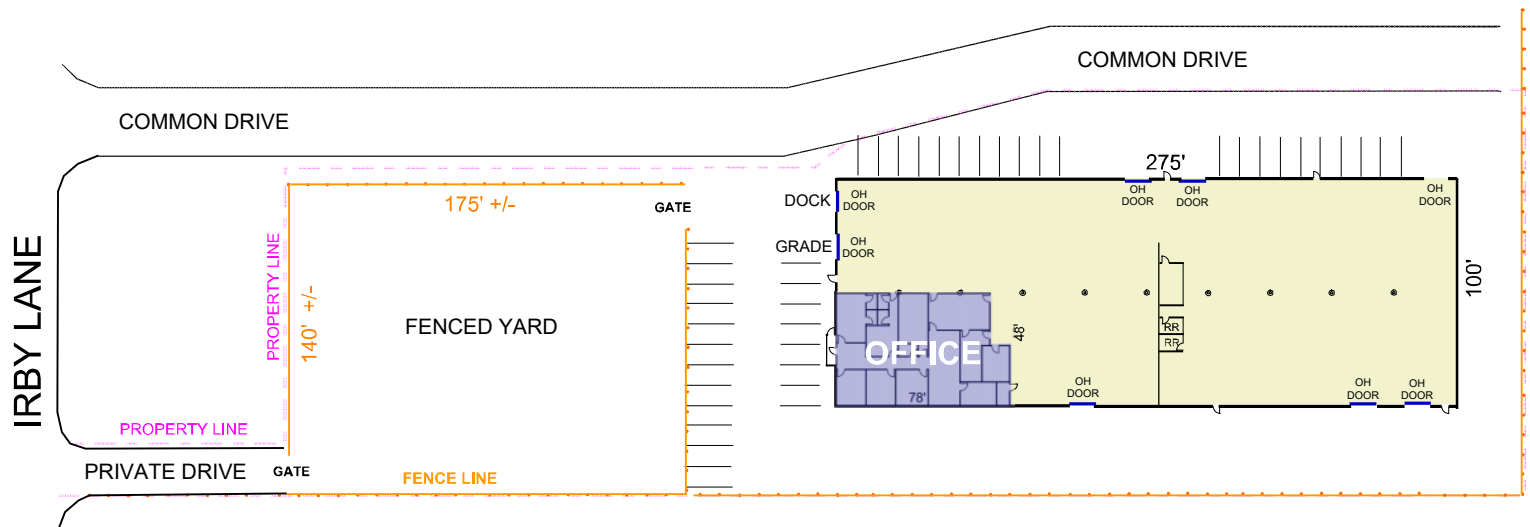 COMMON DRIVE
COMMON DRIVE
275'
DOCK
OH
DOOR
OH
DOOR
OH
DOOR
OH
DOOR
175' +/-
GATE
GRADE
OH
DOOR
IRBY LANE
PROPERTY LINE
140' +/-
FENCED YARD
100'
OFFICE
48'
78'
RR
RR
OH
DOOR
OH
DOOR
OH
DOOR
PROPERTY LINE
PRIVATE DRIVE
GATE
FENCE LINE